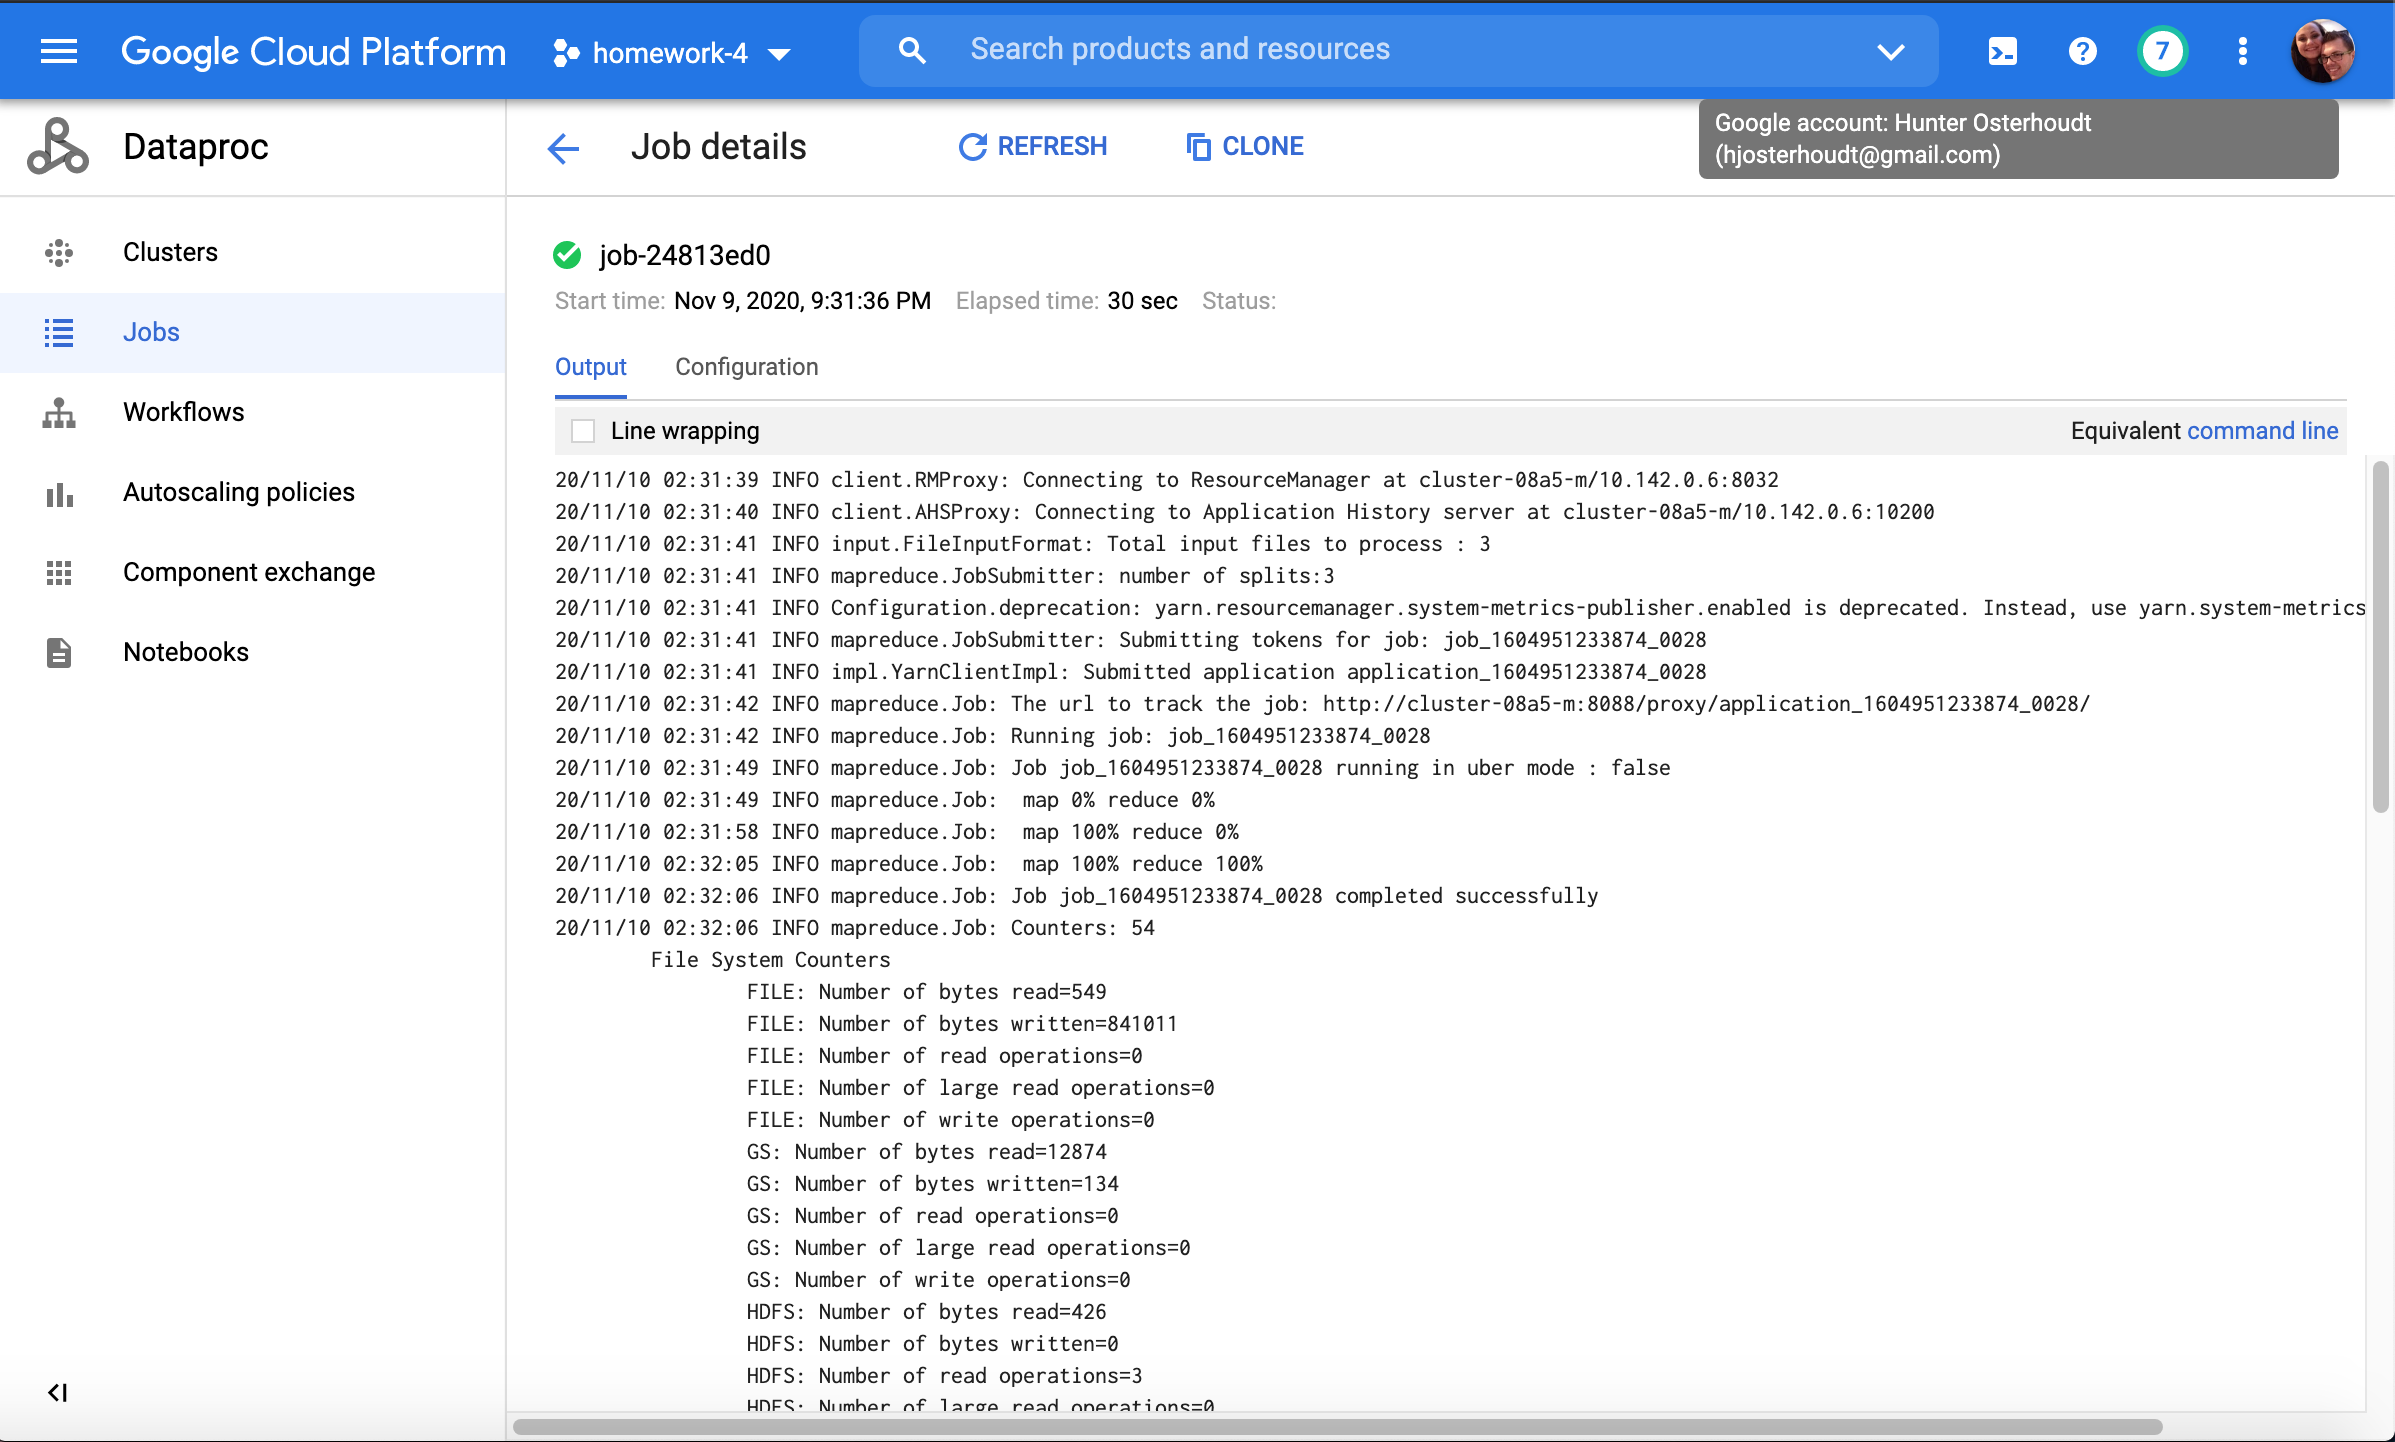 Google Cloud Platform
homework-4
Search products and resources
7
Google account: Hunter Osterhoudt
(hjosterhoudt@gmail.com)
Dataproc
Job details
REFRESH
CLONE
Clusters
Jobs
Workflows
Autoscaling policies
Component exchange
Notebooks
job-24813ed0
Start time: Nov 9, 2020, 9:31:36 PM Elapsed time: 30 sec Status:
Output
Configuration
Line wrapping
Equivalent command line
20/11/10 02:31:39 INFO client.RMProxy: Connecting to ResourceManager at cluster-08a5-m/10.142.0.6:8032
20/11/10 02:31:40 INFO client.AHSProxy: Connecting to Application History server at cluster-08a5-m/10.142.0.6:10200
20/11/10 02:31:41 INFO input.FileInputFormat: Total input files to process : 3
20/11/10 02:31:41 INFO mapreduce.JobSubmitter: number of splits:3
20/11/10 02:31:41 INFO Configuration.deprecation: yarn.resourcemanager.system-metrics-publisher.enabled is deprecated. Instead, use yarn.system-metrics
20/11/10 02:31:41 INFO mapreduce.JobSubmitter: Submitting tokens for job: job_1604951233874_0028
20/11/10 02:31:41 INFO impl.YarnClientImpl: Submitted application application_1604951233874_0028
20/11/10 02:31:42 INFO mapreduce.Job: The url to track the job: http://cluster-08a5-m:8088/proxy/application_1604951233874_0028/
20/11/10 02:31:42 INFO mapreduce.Job: Running job: job_1604951233874_0028
20/11/10 02:31:49 INFO mapreduce.Job: Job job_1604951233874_0028 running in uber mode : false
20/11/10 02:31:49 INFO mapreduce.Job:  map 0% reduce 0%
20/11/10 02:31:58 INFO mapreduce.Job:  map 100% reduce 0%
20/11/10 02:32:05 INFO mapreduce.Job:  map 100% reduce 100%
20/11/10 02:32:06 INFO mapreduce.Job: Job job_1604951233874_0028 completed successfully
20/11/10 02:32:06 INFO mapreduce.Job: Counters: 54
File System Counters
FILE: Number of bytes read=549
FILE: Number of bytes written=841011
FILE: Number of read operations=0
FILE: Number of large read operations=0
FILE: Number of write operations=0
GS: Number of bytes read=12874
GS: Number of bytes written=134
GS: Number of read operations=0
GS: Number of large read operations=0
GS: Number of write operations=0
HDFS: Number of bytes read=426
HDFS: Number of bytes written=0
HDFS: Number of read operations=3
HDFS: Number of large read operations=0